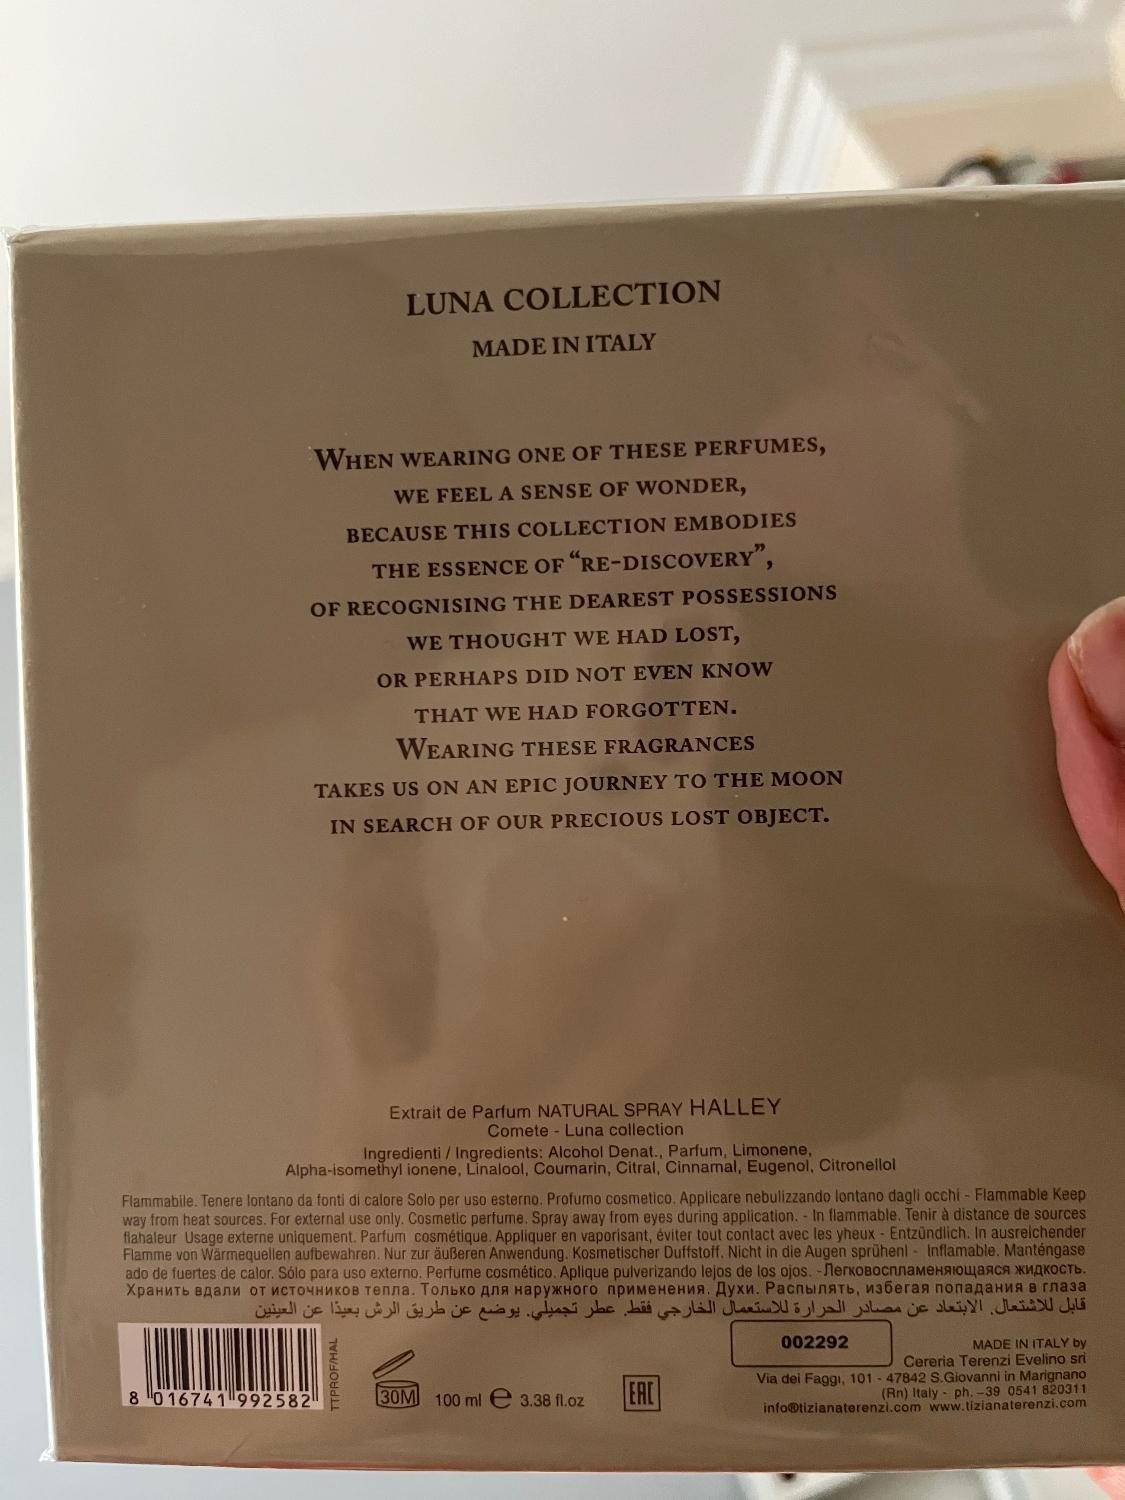 LUNA COLLECTION
MADE IN ITALY
WHEN WEARING ONE OF THESE PERFUMES,
WE FEEL A SENSE OF WONDER,
BECAUSE THIS COLLECTION EMBODIES
THE ESSENCE OF “RE-DISCOVERY”,
OF RECOGNISING THE DEAREST POSSESSIONS
WE THOUGHT WE HAD LOST,
OR PERHAPS DID NOT EVEN KNOW
THAT WE HAD FORGOTTEN.
WEARING THESE FRAGRANCES
TAKES US ON AN EPIC JOURNEY TO THE MOON
IN SEARCH OF OUR PRECIOUS LOST OBJECT.
Extrait de Parfum NATURAL SPRAY HALLEY
Comete - Luna collection
Ingredienti / Ingredients: Alcohol Denat., Parfum, Limonene,
Alpha-isomethyl ionene, Linalool, Coumarin, Citral, Cinnamal, Eugenol, Citronellol
Flammabile. Tenere lontano da fonti di calore Solo per uso esterno. Profumo cosmetico. Applicare nebulizzando lontano dagli occhi - Flammable Keep
way from heat sources. For external use only. Cosmetic perfume. Spray away from eyes during application. - In flammable. Tenir à distance de sources
flahaleur Usage externe uniquement. Parfum cosmétique. Appliquer en vaporisant, éviter tout contact avec les yheux - Entzündlich. In ausreichender
Flamme von Wärmequellen aufbewahren. Nur zur äußeren Anwendung. Kosmetischer Duftstoff. Nicht in die Augen sprühenl - Inflamable. Manténgase
ado de fuertes de calor. Sólo para uso externo. Perfume cosmético. Aplique pulverizando lejos de los ojos. -Легковоспламеняющаяся жидкость.
Хранить вдали от источников тепла. Только для наружного применения. Духи. Распылять, избегая попадания в глаза
قابل للاشتعال. الابتعاد عن مصادر الحرارة للاستعمال الخارجي فقط. عطر تجميلي. يوضع عن طريق الرش بعيدًا عن العينين
8 016741 992582
TTPROF/HAL
30M
100 ml e 3.38 fl.oz
EAC
002292
MADE IN ITALY by
Cereria Terenzi Evelino srl
Via dei Faggi, 101 - 47842 S.Giovanni in Marignano
(Rn) Italy - ph. –39 0541 820311
info@tizianaterenzi.com www.tizianaterenzi.com